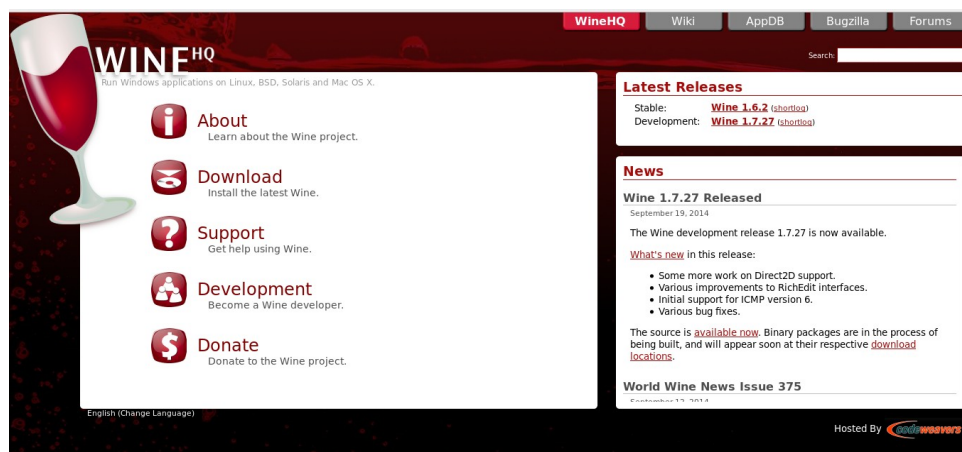 WineHQ Wiki AppDB Bugzilla Forums
WINE HQ
Search:
Run Windows applications on Linux, BSD, Solaris and Mac OS X.
About
Learn about the Wine project.
Download
Install the latest Wine.
Support
Get help using Wine.
Development
Become a Wine developer.
Donate
Donate to the Wine project.
Latest Releases
Stable: Wine 1.6.2 (shortlog)
Development: Wine 1.7.27 (shortlog)
News
Wine 1.7.27 Released
September 19, 2014
The Wine development release 1.7.27 is now available.
What's new in this release:
• Some more work on Direct2D support.
• Various improvements to RichEdit interfaces.
• Initial support for ICMP version 6.
• Various bug fixes.
The source is available now. Binary packages are in the process of
being built, and will appear soon at their respective download
locations.
World Wine News Issue 375
September 12, 2014
English (Change Language)
Hosted By codeweavers